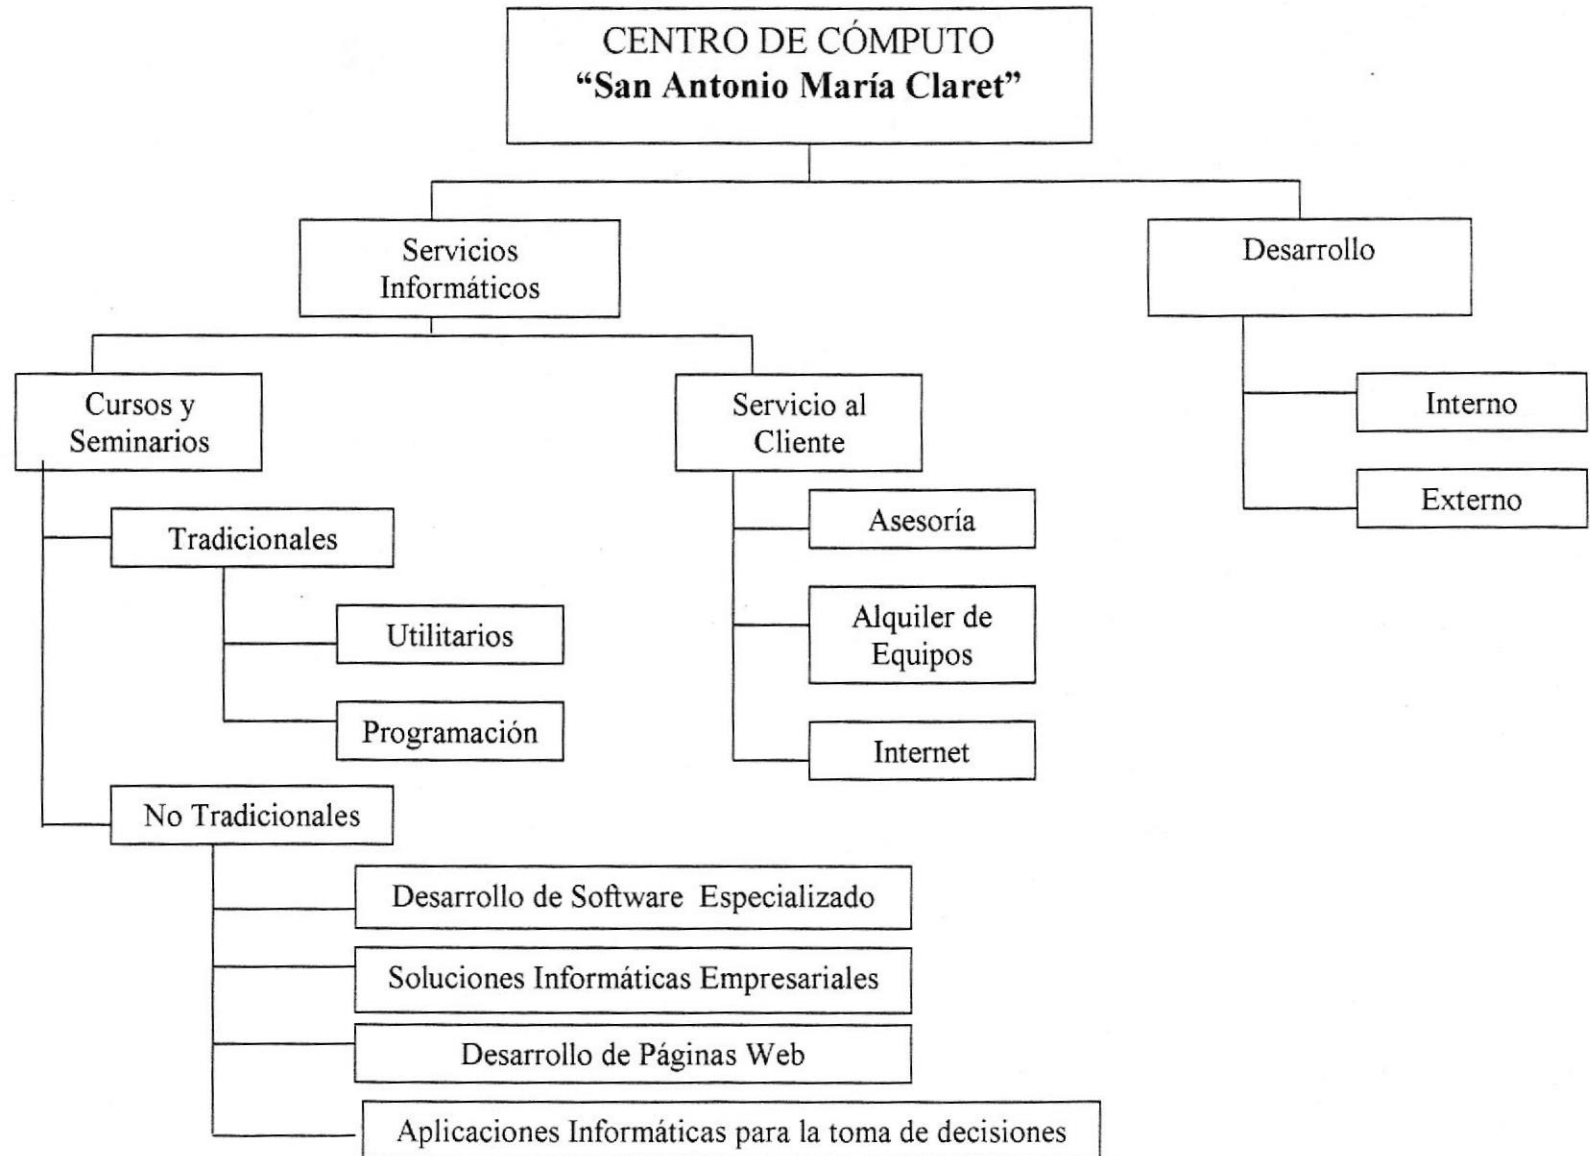 CENTRO DE CÓMPUTO
“San Antonio María Claret”
Servicios
Informáticos
Desarrollo
Cursos y
Seminarios
Servicio al
Cliente
Interno
Externo
Tradicionales
Utilitarios
Programación
Asesoría
Alquiler de
Equipos
Internet
No Tradicionales
Desarrollo de Software Especializado
Soluciones Informáticas Empresariales
Desarrollo de Páginas Web
Aplicaciones Informáticas para la toma de decisiones